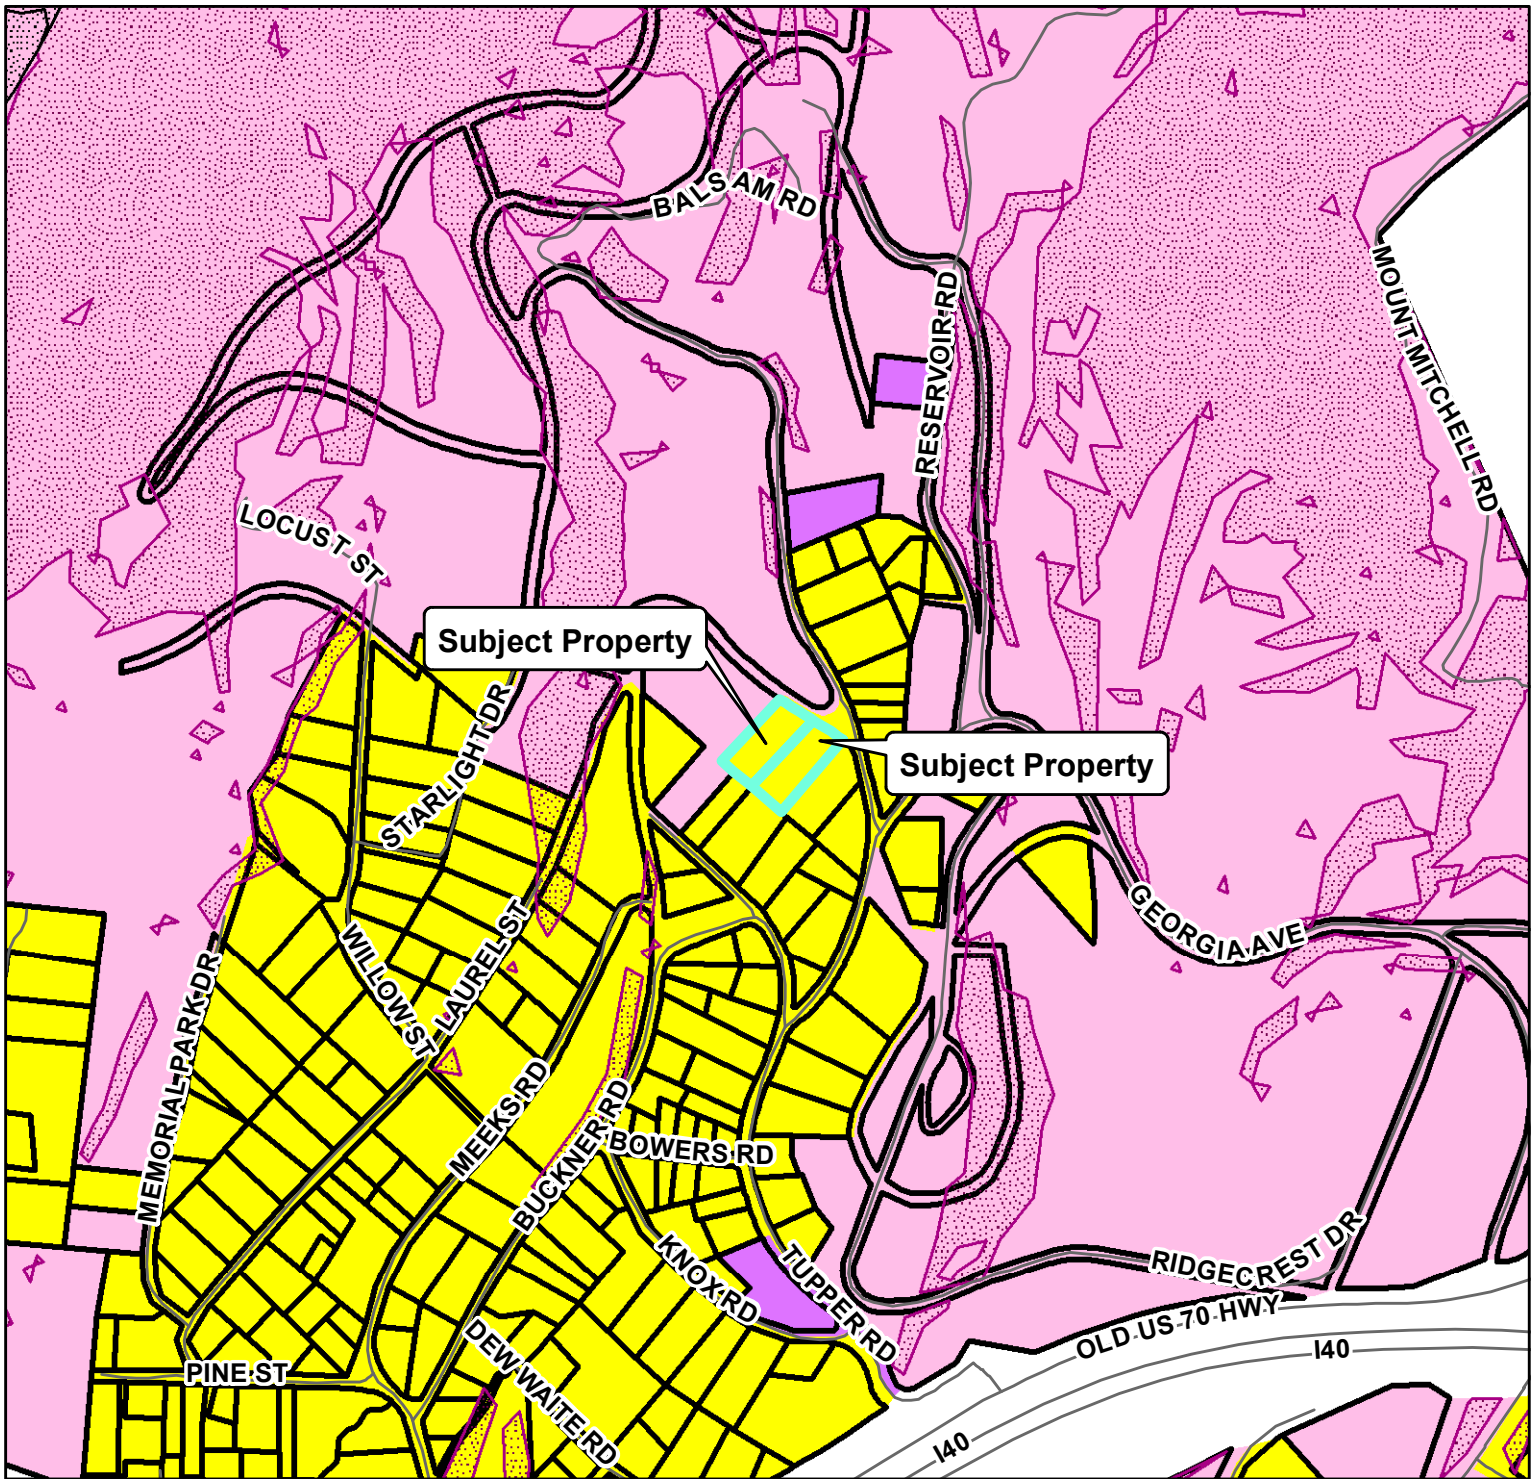 BALSAM RD
RESERVOIR RD
MOUNT MITCHELL RD
LOCUST ST
Subject Property
STARLIGHT DR
Subject Property
GEORGIA AVE
WILLOW ST
LAUREL ST
MEMORIAL PARK DR
MEEKS RD
BUCKNER RD
BOWERS RD
KNOX RD
TUPPER RD
RIDGECREST DR
OLD US 70 HWY
I40
PINE ST
DEW WAITE RD
I40